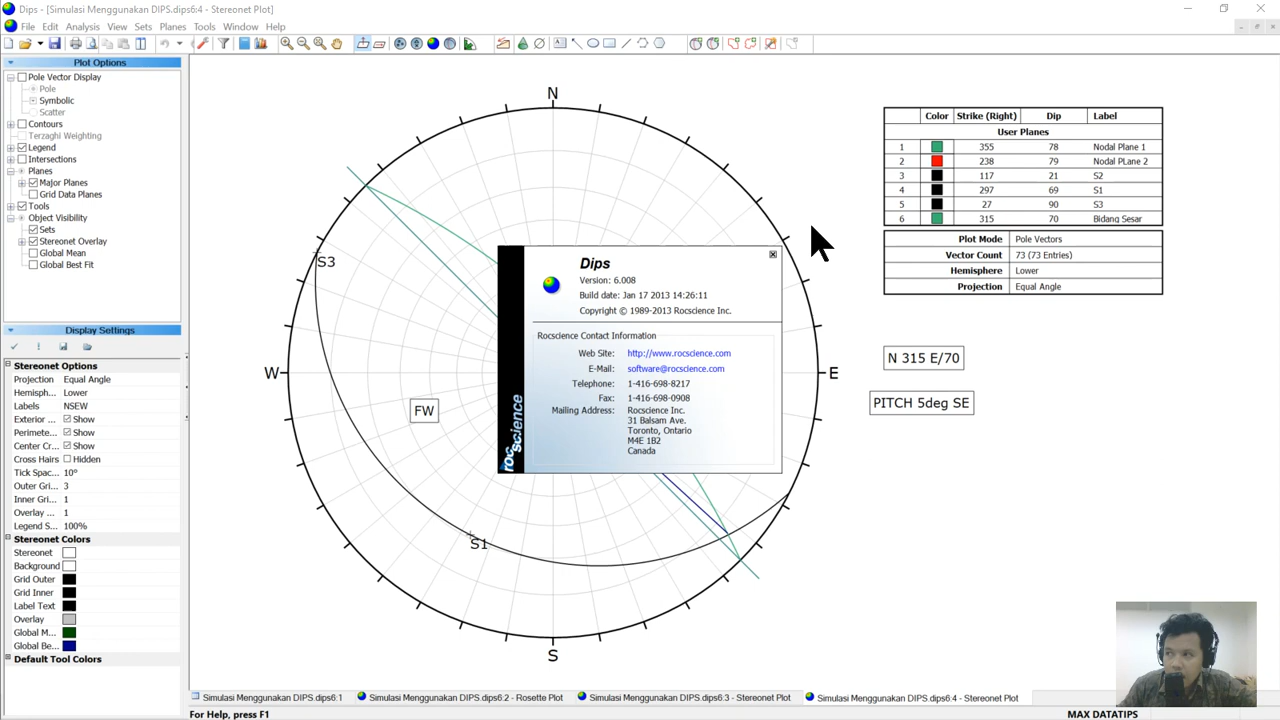 Dips - [Simulasi Menggunakan DIPS.dips6:4 - Stereonet Plot]
File Edit Analysis View Sets Planes Tools Window Help
Plot Options
Pole Vector Display
Pole
Symbolic
Scatter
Contours
Terzaghi Weighting
Legend
Intersections
Planes
Major Planes
Grid Data Planes
Tools
Object Visibility
Sets
Stereonet Overlay
Global Mean
Global Best Fit
Display Settings
Stereonet Options
Projection Equal Angle
Hemisph... Lower
Labels NSEW
Exterior ... Show
Perimete... Show
Center Cr... Show
Cross Hairs Hidden
Tick Spac... 10°
Outer Gri... 3
Inner Gri... 1
Overlay ... 1
Legend S... 100%
Stereonet Colors
Stereonet
Background
Grid Outer
Grid Inner
Label Text
Overlay
Global M...
Global Be...
Default Tool Colors
N
W
E
S
S3
S1
FW
Dips
Version: 6.008
Build date: Jan 17 2013 14:26:11
Copyright © 1989-2013 Rocscience Inc.
Rocscience Contact Information
Web Site: http://www.rocscience.com
E-Mail: software@rocscience.com
Telephone: 1-416-698-8217
Fax: 1-416-698-0908
Mailing Address: Rocscience Inc.
31 Balsam Ave.
Toronto, Ontario
M4E 1B2
Canada
rocscience
Color Strike (Right) Dip Label
User Planes
1 355 78 Nodal Plane 1
2 238 79 Nodal PLane 2
3 117 21 S2
4 297 69 S1
5 27 90 S3
6 315 70 Bidang Sesar
Plot Mode Pole Vectors
Vector Count 73 (73 Entries)
Hemisphere Lower
Projection Equal Angle
N 315 E/70
PITCH 5deg SE
Simulasi Menggunakan DIPS.dips6:1 Simulasi Menggunakan DIPS.dips6:2 - Rosette Plot Simulasi Menggunakan DIPS.dips6:3 - Stereonet Plot Simulasi Menggunakan DIPS.dips6:4 - Stereonet Plot
For Help, press F1 MAX DATATIPS